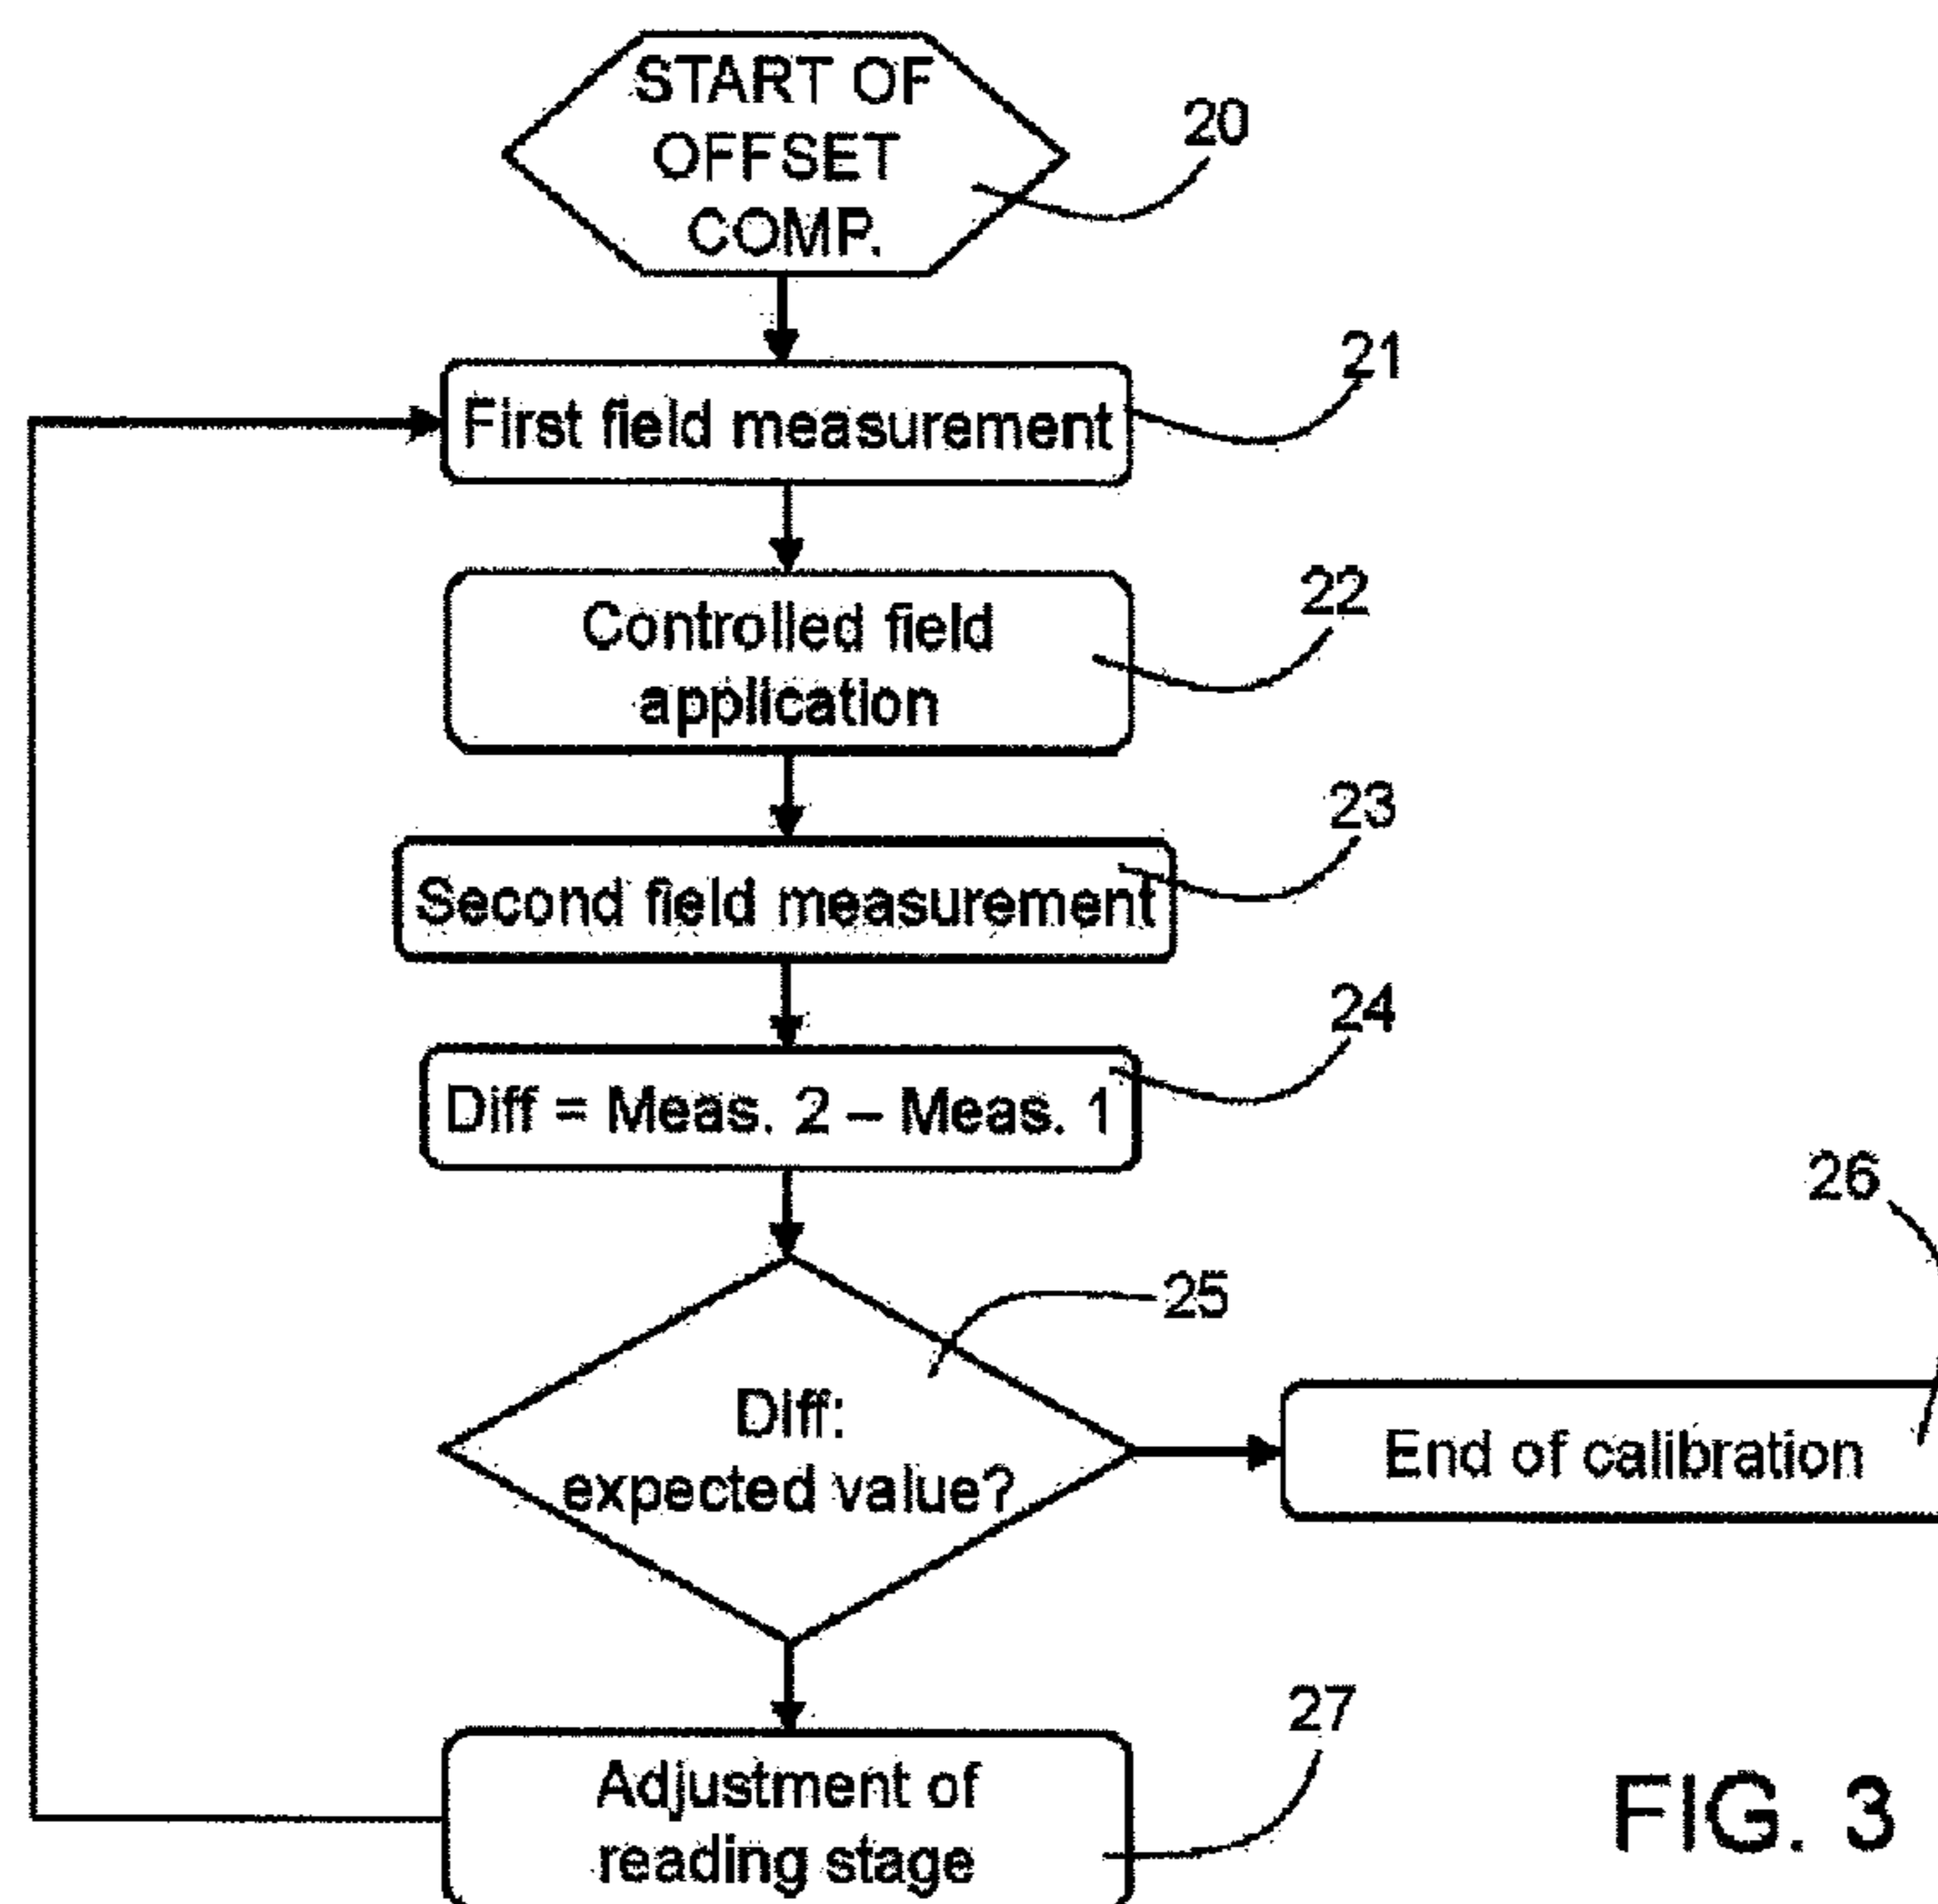 START OF
OFFSET
COMP.
20
First field measurement
21
Controlled field
application
22
Second field measurement
23
Diff = Meas. 2 – Meas. 1
24
Diff:
expected value?
25
End of calibration
26
Adjustment of
reading stage
27
FIG. 3